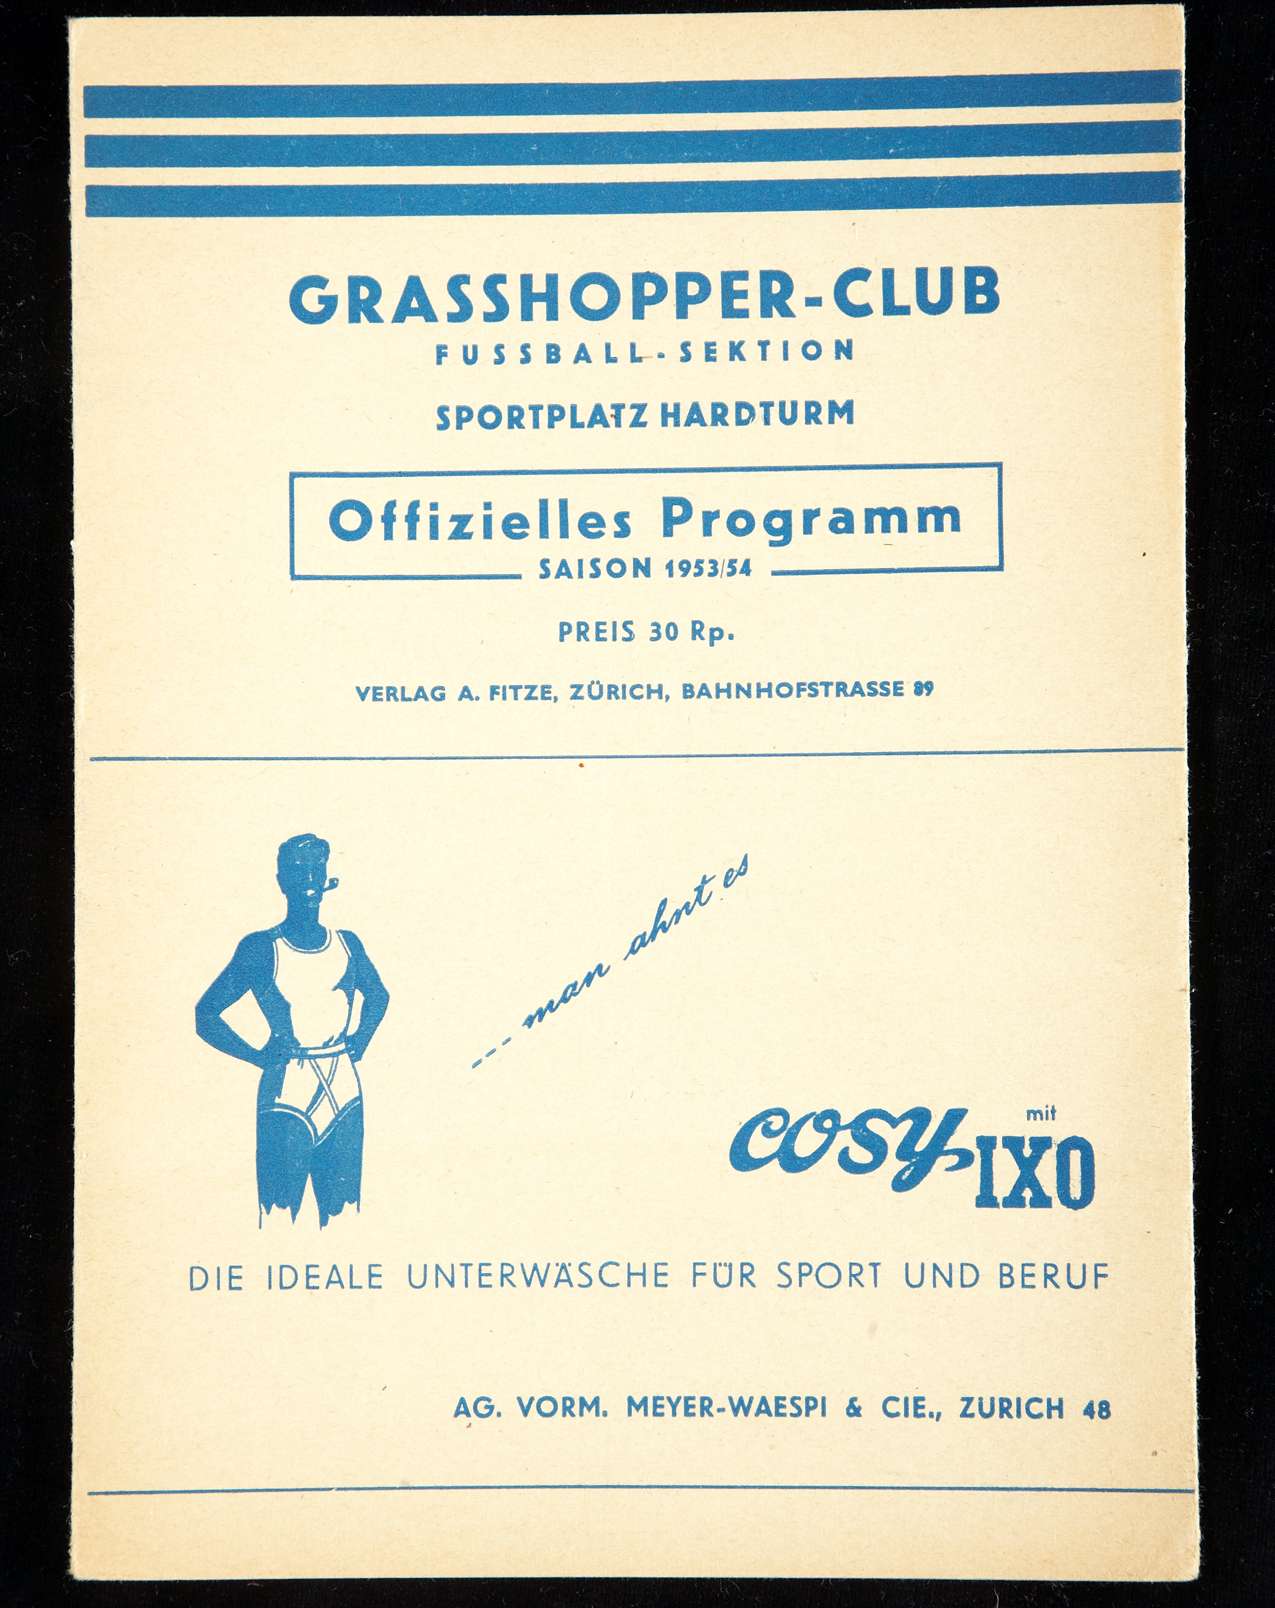 GRASSHOPPER-CLUB
FUSSBALL-SEKTION
SPORTPLATZ HARDTURM
Offizielles Programm
SAISON 1953/54
PREIS 30 Rp.
VERLAG A. FITZE, ZÜRICH, BAHNHOFSTRASSE 89
--- man ahnt es
cosy mit IXO
DIE IDEALE UNTERWÄSCHE FÜR SPORT UND BERUF
AG. VORM. MEYER-WAESPI & CIE., ZÜRICH 48